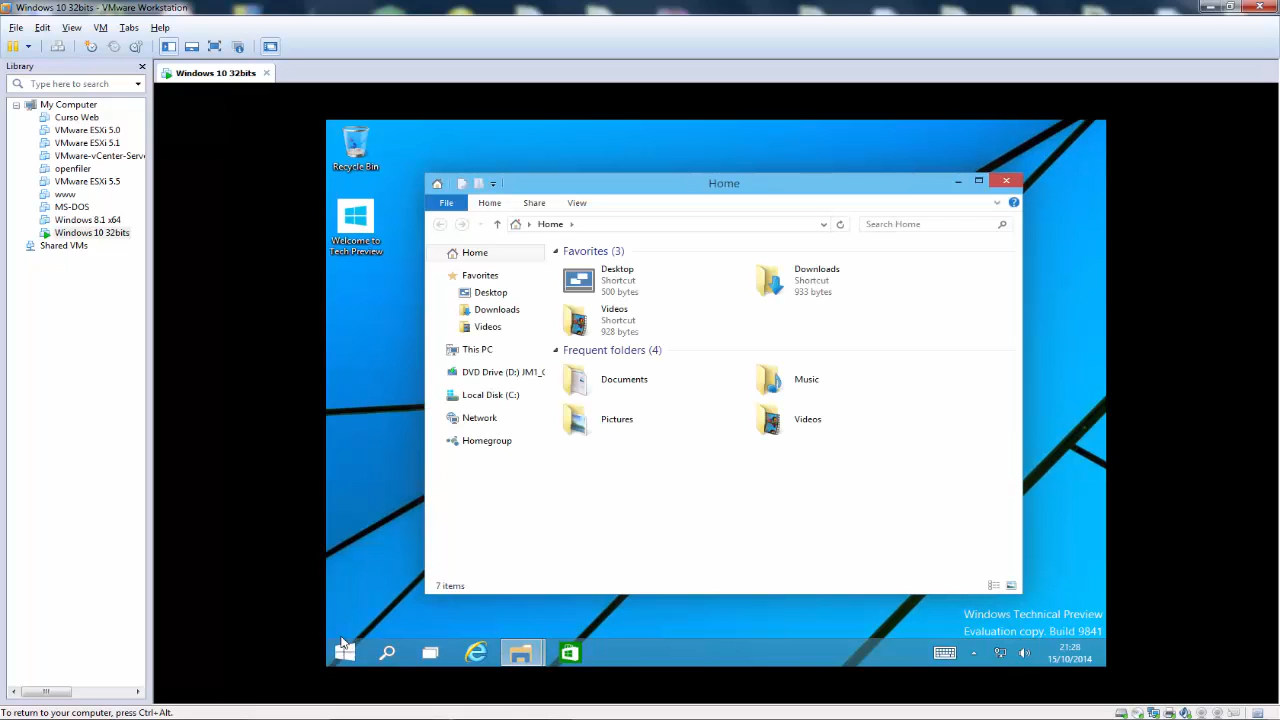 Windows 10 32bits - VMware Workstation
File Edit View VM Tabs Help
Library
Type here to search
Windows 10 32bits
My Computer
Curso Web
VMware ESXi 5.0
VMware ESXi 5.1
VMware-vCenter-Serve
openfiler
VMware ESXi 5.5
www
MS-DOS
Windows 8.1 x64
Windows 10 32bits
Shared VMs
Recycle Bin
Welcome to
Tech Preview
Home
File Home Share View
Home
Search Home
Home
Favorites
Desktop
Downloads
Videos
This PC
DVD Drive (D:) JM1_C
Local Disk (C:)
Network
Homegroup
Favorites (3)
Desktop
Shortcut
500 bytes
Downloads
Shortcut
933 bytes
Videos
Shortcut
928 bytes
Frequent folders (4)
Documents
Music
Pictures
Videos
7 items
Windows Technical Preview
Evaluation copy. Build 9841
21:28
15/10/2014
To return to your computer, press Ctrl+Alt.